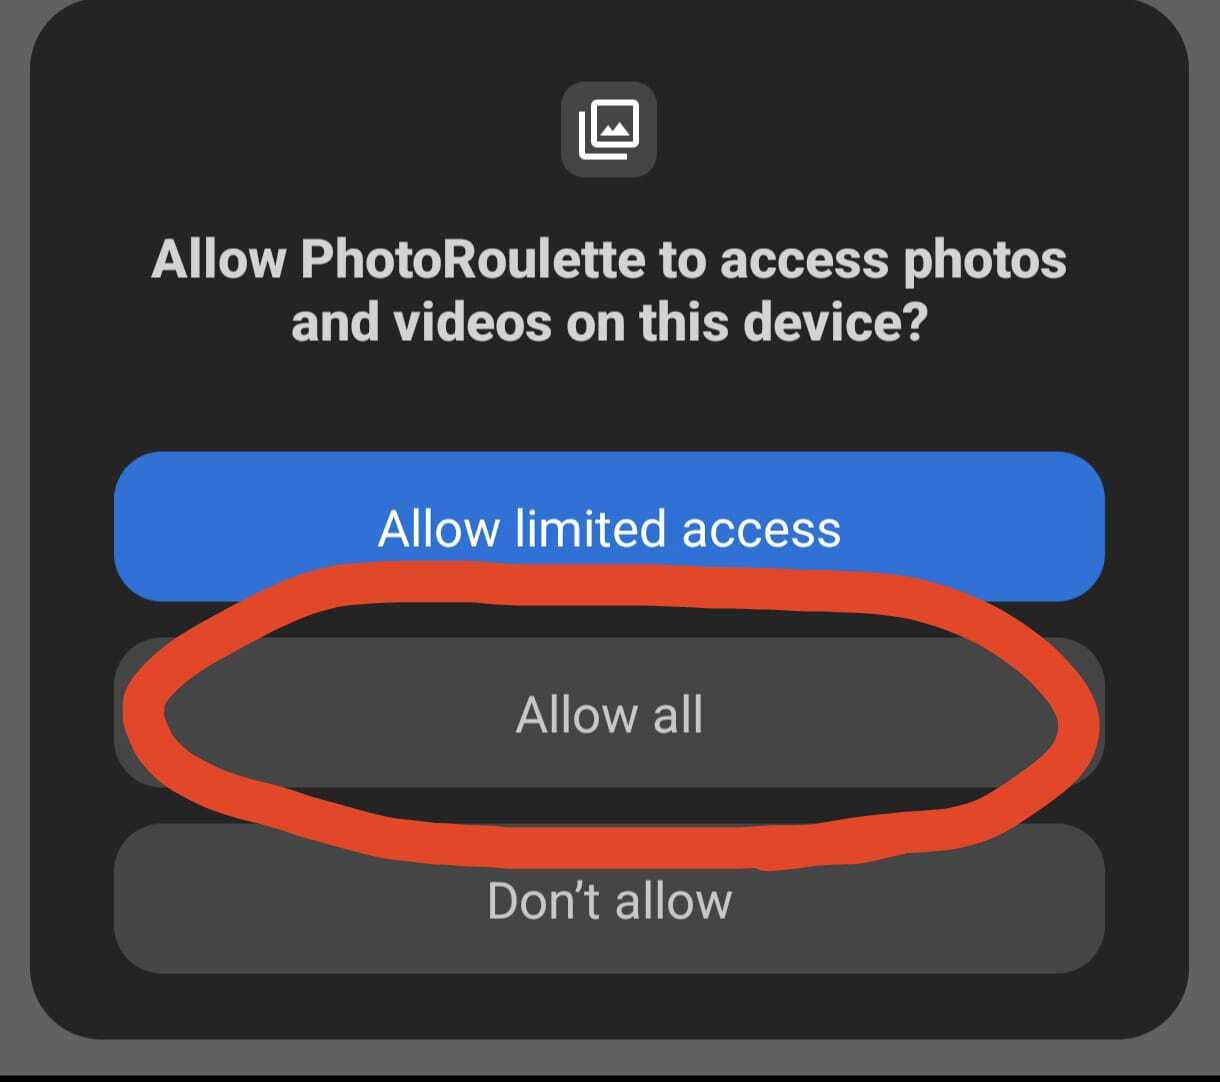 Allow PhotoRoulette to access photos
and videos on this device?
Allow limited access
Allow all
Don’t allow